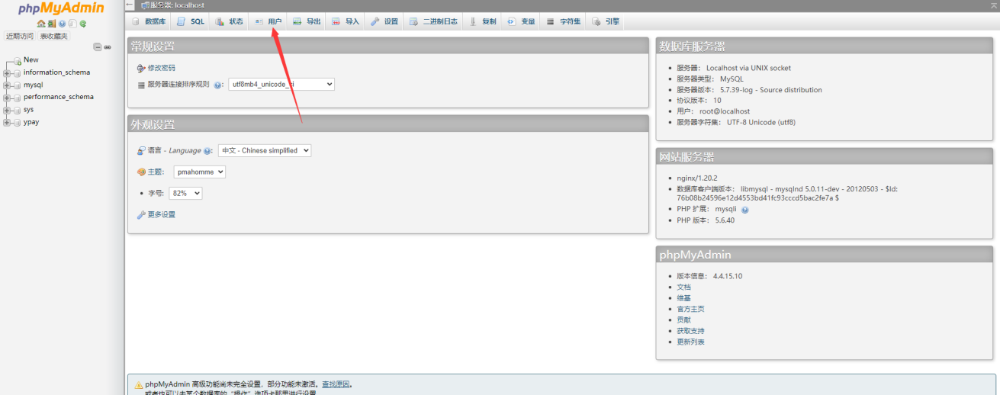 phpMyAdmin
近期访问 表收藏夹
New
information_schema
mysql
performance_schema
sys
ypay
服务器: localhost
数据库 SQL 状态 用户 导出 导入 设置 二进制日志 复制 变量 字符集 引擎
常规设置
修改密码
服务器连接排序规则 : utf8mb4_unicode_ci
外观设置
语言 - Language : 中文 - Chinese simplified
主题: pmahomme
字号: 82%
更多设置
数据库服务器
服务器: Localhost via UNIX socket
服务器类型: MySQL
服务器版本: 5.7.39-log - Source distribution
协议版本: 10
用户: root@localhost
服务器字符集: UTF-8 Unicode (utf8)
网站服务器
nginx/1.20.2
数据库客户端版本: libmysql - mysqlnd 5.0.11-dev - 20120503 - $Id:
76b08b24596e12d4553bd41fc93cccd5bac2fe7a $
PHP 扩展: mysqli
PHP 版本: 5.6.40
phpMyAdmin
版本信息: 4.4.15.10
文档
维基
官方主页
贡献
获取支持
更新列表
phpMyAdmin 高级功能尚未完全设置，部分功能未激活。查找原因。
或者也可以去某个数据库的“操作”选项卡那里进行设置